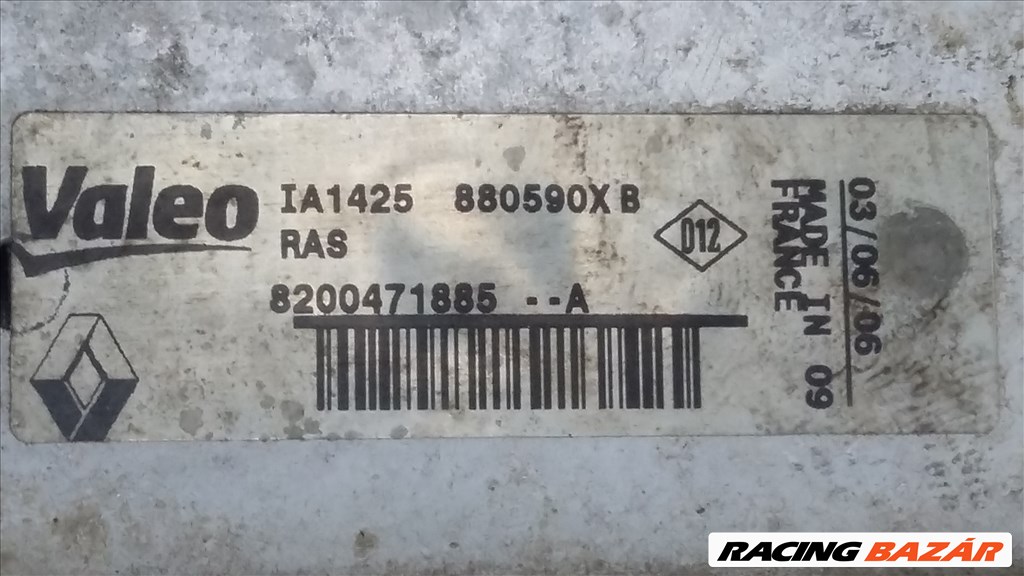 Valeo
IA1425 880590X B
RAS
8200471885 --A
D12
MADE IN 09
FRANCE
03/06/06
RACING BAZÁR